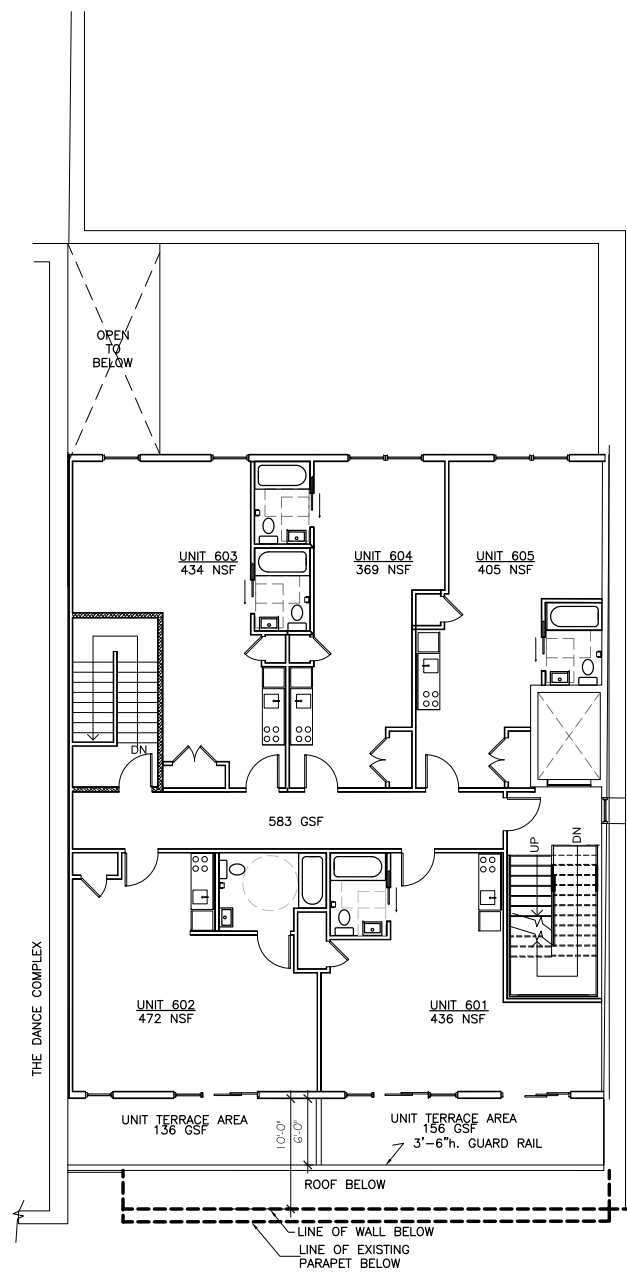 OPEN
TO
BELOW
UNIT 603
434 NSF
UNIT 604
369 NSF
UNIT 605
405 NSF
DN
583 GSF
UP
DN
THE DANCE COMPLEX
UNIT 602
472 NSF
UNIT 601
436 NSF
UNIT TERRACE AREA
136 GSF
10'-0"
6'-0"
UNIT TERRACE AREA
156 GSF
3'-6"h. GUARD RAIL
ROOF BELOW
LINE OF WALL BELOW
LINE OF EXISTING
PARAPET BELOW